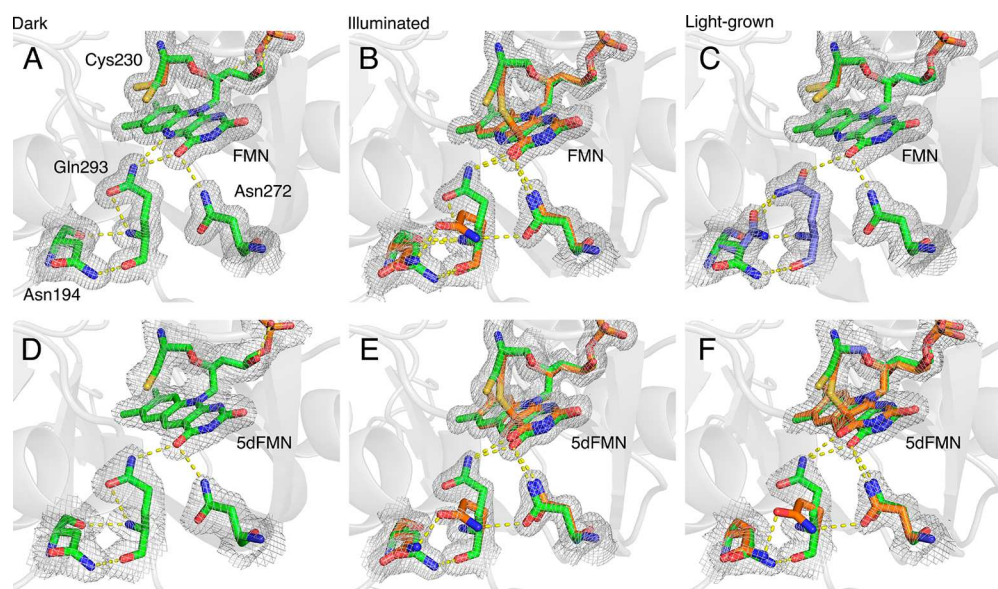 Dark
Illuminated
Light-grown
A
Cys230
FMN
Gln293
Asn272
Asn194
B
FMN
C
FMN
D
5dFMN
E
5dFMN
F
5dFMN